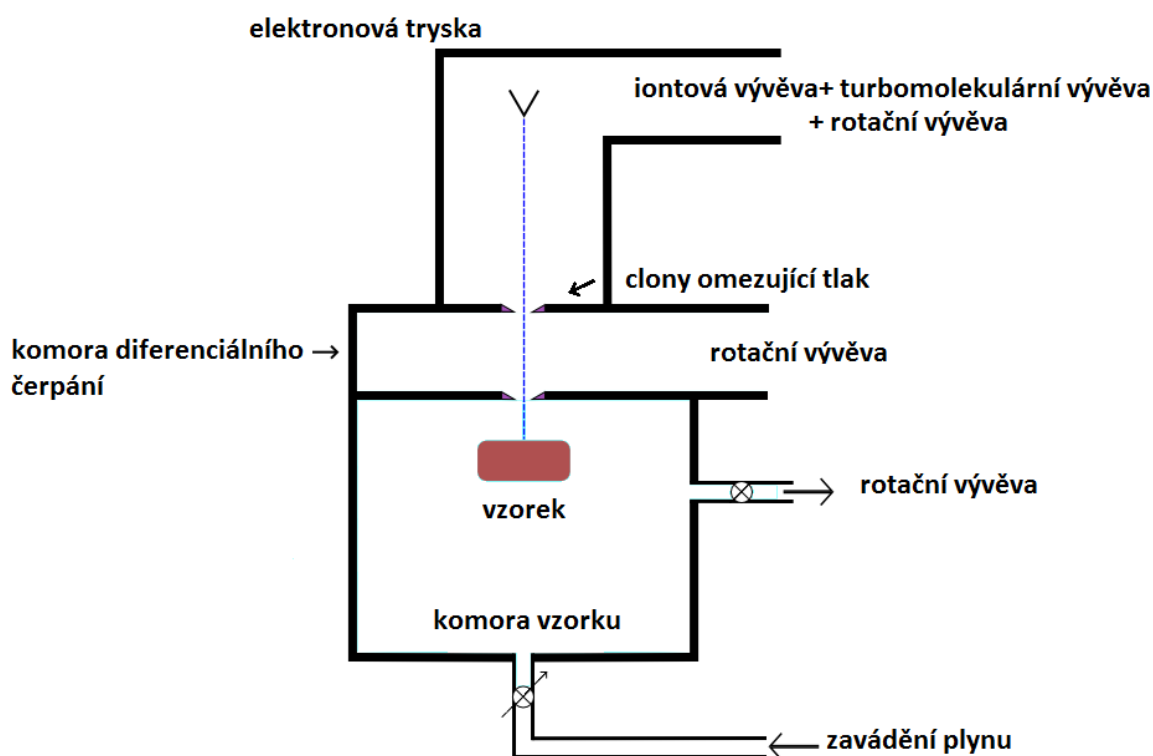 elektronová tryska
iontová vývěva+ turbomolekulární vývěva
+ rotační vývěva
clony omezující tlak
komora diferenciálního
čerpání
rotační vývěva
rotační vývěva
vzorek
komora vzorku
zavádění plynu